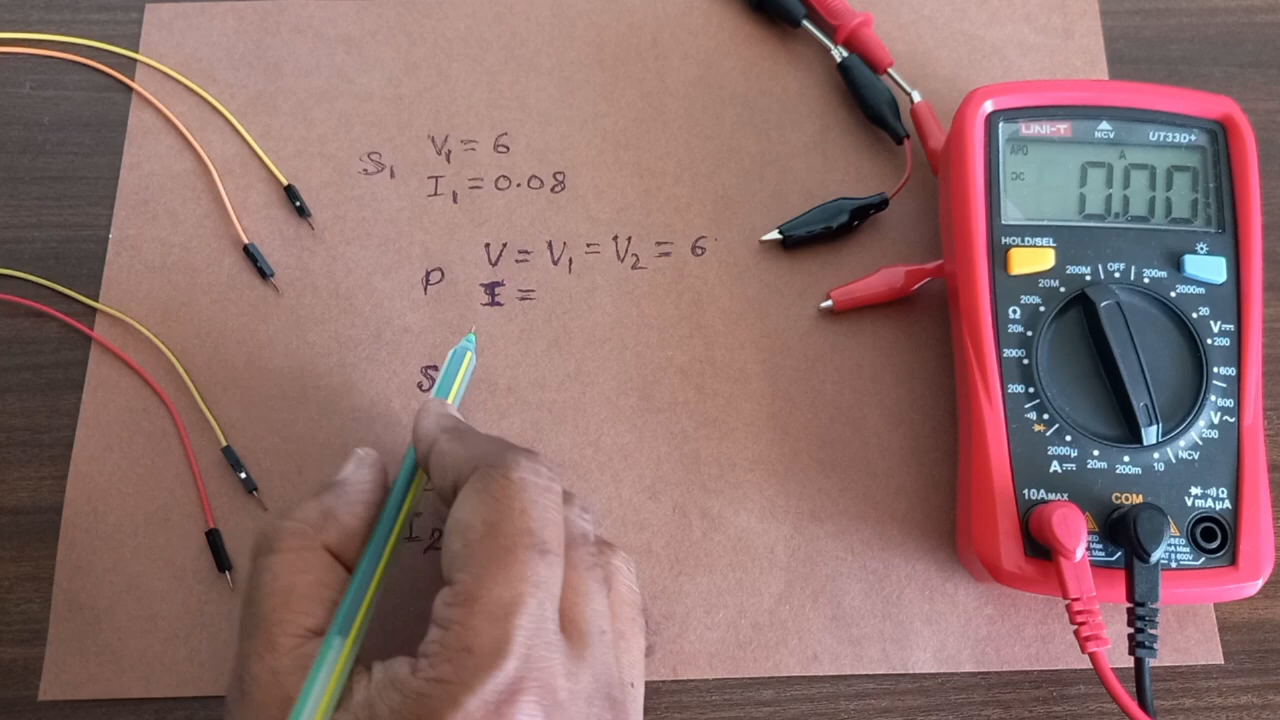 S₁ V₁ = 6
I₁ = 0.08
P V = V₁ = V₂ = 6
I =
S
I₂
UNI-T
NCV
UT33D+
APO
A
DC
0.00
HOLD/SEL
200M
OFF
200m
20M
2000m
200k
20
Ω
V⎓
20k
200
2000
600
200
600
V~
200
2000µ
NCV
A⎓
20m
200m
10
10AMAX
COM
VmAµA
Ω